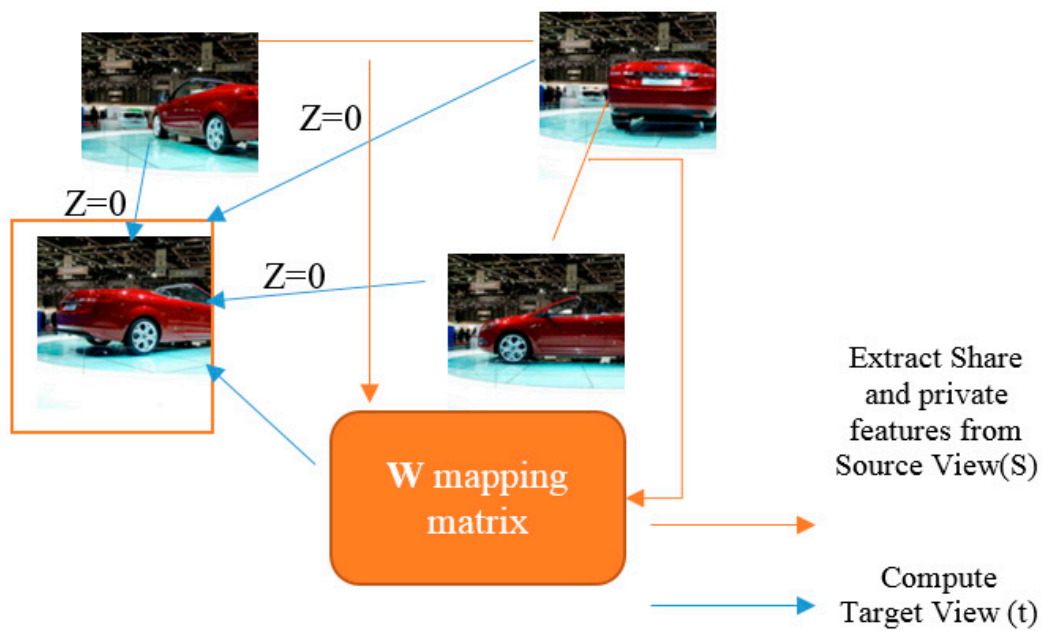 Z=0
Z=0
Z=0
W mapping
matrix
Extract Share
and private
features from
Source View(S)
Compute
Target View (t)